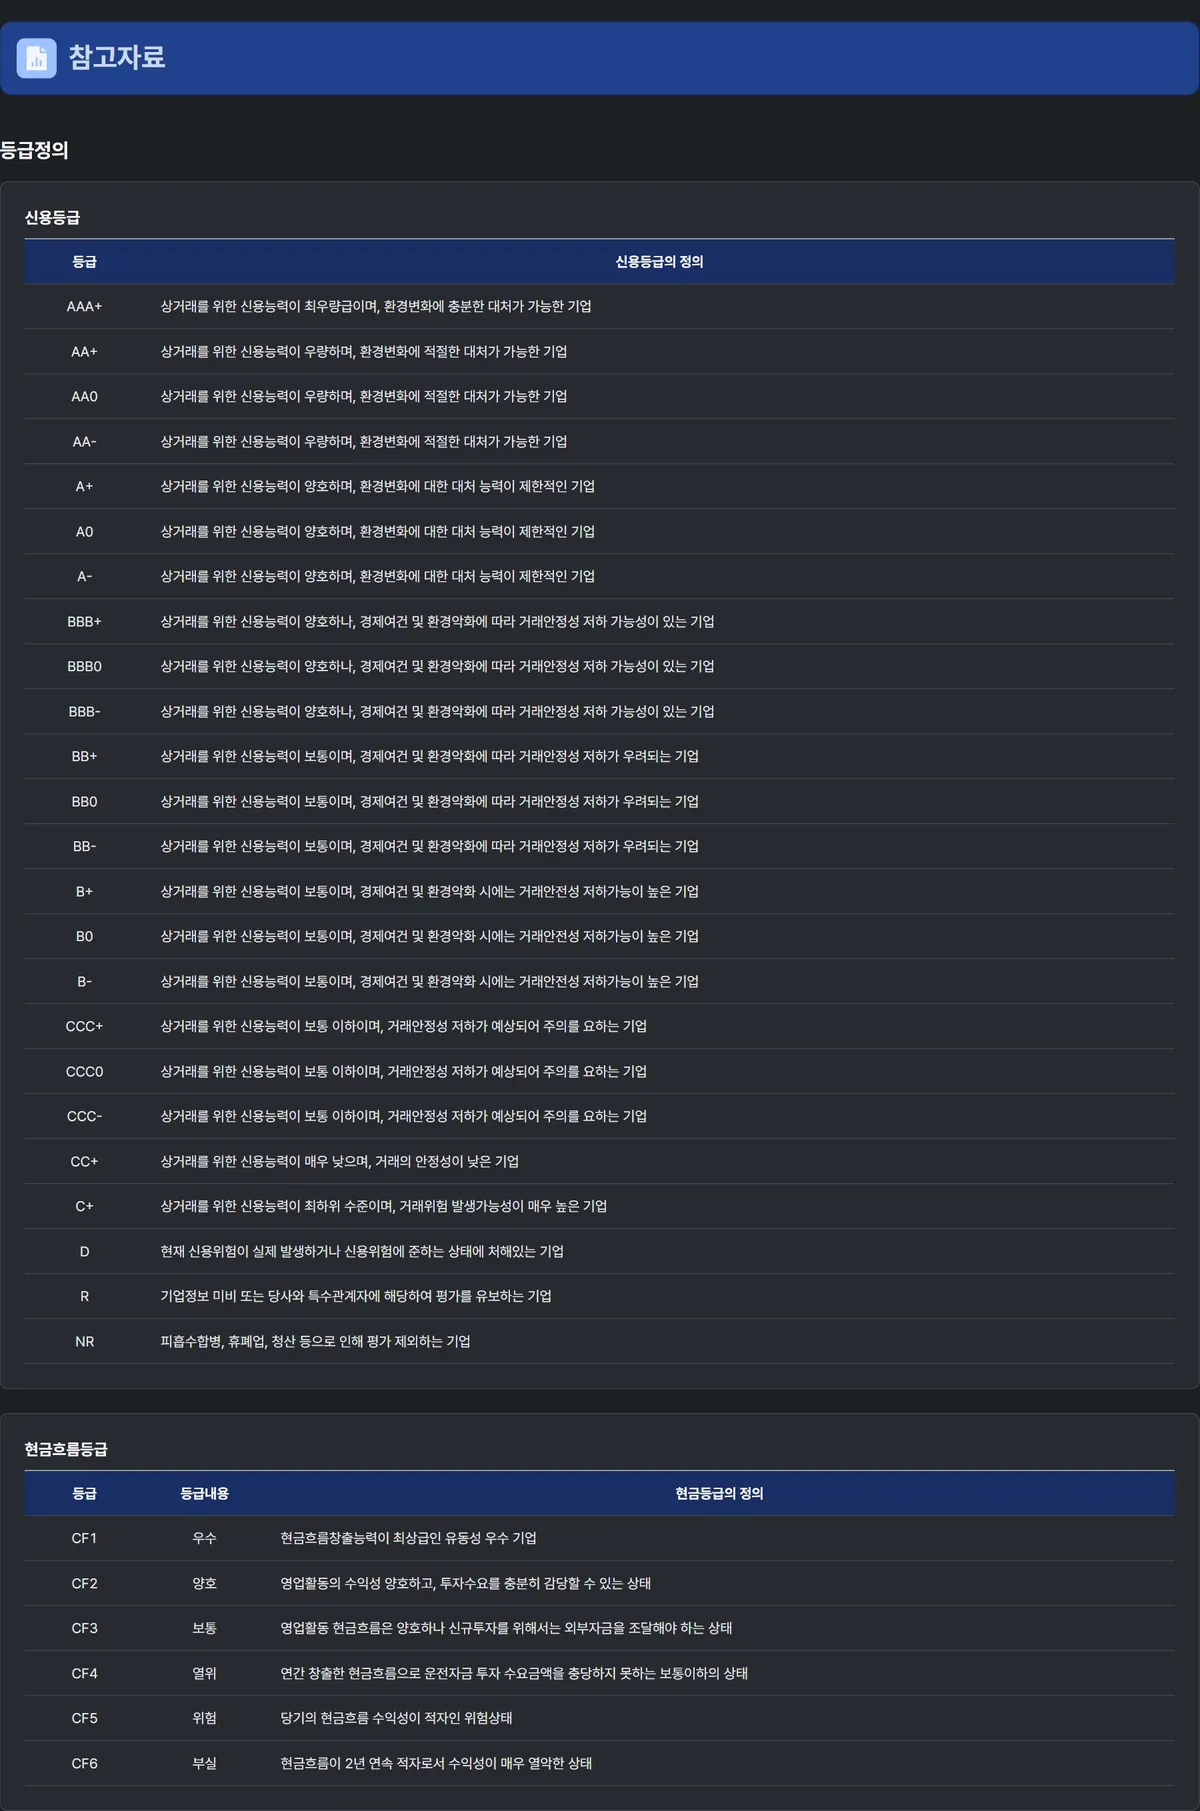 참고자료
등급정의
신용등급
등급 신용등급의 정의
AAA+ 상거래를 위한 신용능력이 최우량급이며, 환경변화에 충분한 대처가 가능한 기업
AA+ 상거래를 위한 신용능력이 우량하며, 환경변화에 적절한 대처가 가능한 기업
AA0 상거래를 위한 신용능력이 우량하며, 환경변화에 적절한 대처가 가능한 기업
AA- 상거래를 위한 신용능력이 우량하며, 환경변화에 적절한 대처가 가능한 기업
A+ 상거래를 위한 신용능력이 양호하며, 환경변화에 대한 대처 능력이 제한적인 기업
A0 상거래를 위한 신용능력이 양호하며, 환경변화에 대한 대처 능력이 제한적인 기업
A- 상거래를 위한 신용능력이 양호하며, 환경변화에 대한 대처 능력이 제한적인 기업
BBB+ 상거래를 위한 신용능력이 양호하나, 경제여건 및 환경악화에 따라 거래안정성 저하 가능성이 있는 기업
BBB0 상거래를 위한 신용능력이 양호하나, 경제여건 및 환경악화에 따라 거래안정성 저하 가능성이 있는 기업
BBB- 상거래를 위한 신용능력이 양호하나, 경제여건 및 환경악화에 따라 거래안정성 저하 가능성이 있는 기업
BB+ 상거래를 위한 신용능력이 보통이며, 경제여건 및 환경악화에 따라 거래안정성 저하가 우려되는 기업
BB0 상거래를 위한 신용능력이 보통이며, 경제여건 및 환경악화에 따라 거래안정성 저하가 우려되는 기업
BB- 상거래를 위한 신용능력이 보통이며, 경제여건 및 환경악화에 따라 거래안정성 저하가 우려되는 기업
B+ 상거래를 위한 신용능력이 보통이며, 경제여건 및 환경악화 시에는 거래안전성 저하가능이 높은 기업
B0 상거래를 위한 신용능력이 보통이며, 경제여건 및 환경악화 시에는 거래안전성 저하가능이 높은 기업
B- 상거래를 위한 신용능력이 보통이며, 경제여건 및 환경악화 시에는 거래안전성 저하가능이 높은 기업
CCC+ 상거래를 위한 신용능력이 보통 이하이며, 거래안정성 저하가 예상되어 주의를 요하는 기업
CCC0 상거래를 위한 신용능력이 보통 이하이며, 거래안정성 저하가 예상되어 주의를 요하는 기업
CCC- 상거래를 위한 신용능력이 보통 이하이며, 거래안정성 저하가 예상되어 주의를 요하는 기업
CC+ 상거래를 위한 신용능력이 매우 낮으며, 거래의 안정성이 낮은 기업
C+ 상거래를 위한 신용능력이 최하위 수준이며, 거래위험 발생가능성이 매우 높은 기업
D 현재 신용위험이 실제 발생하거나 신용위험에 준하는 상태에 처해있는 기업
R 기업정보 미비 또는 당사와 특수관계자에 해당하여 평가를 유보하는 기업
NR 피흡수합병, 휴폐업, 청산 등으로 인해 평가 제외하는 기업
현금흐름등급
등급 등급내용 현금등급의 정의
CF1 우수 현금흐름창출능력이 최상급인 유동성 우수 기업
CF2 양호 영업활동의 수익성 양호하고, 투자수요를 충분히 감당할 수 있는 상태
CF3 보통 영업활동 현금흐름은 양호하나 신규투자를 위해서는 외부자금을 조달해야 하는 상태
CF4 열위 연간 창출한 현금흐름으로 운전자금 투자 수요금액을 충당하지 못하는 보통이하의 상태
CF5 위험 당기의 현금흐름 수익성이 적자인 위험상태
CF6 부실 현금흐름이 2년 연속 적자로서 수익성이 매우 열악한 상태